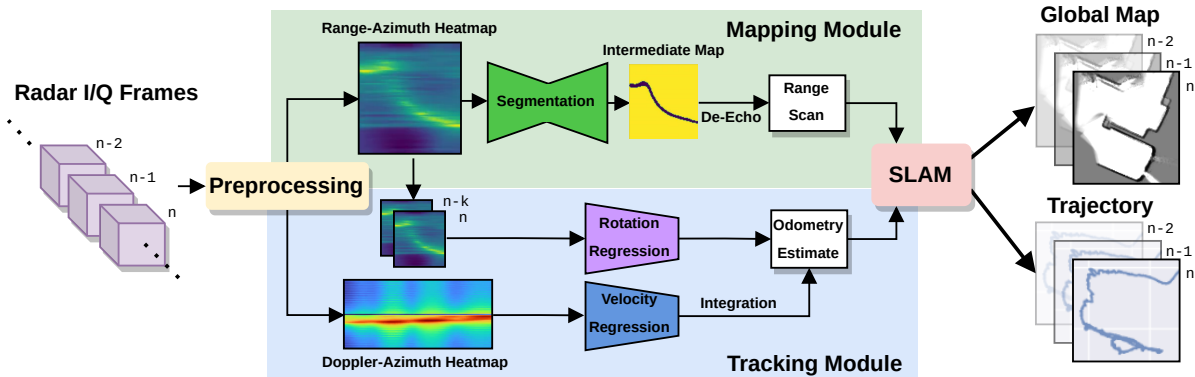 Radar I/Q Frames
n-2
n-1
n
Preprocessing
Mapping Module
Range-Azimuth Heatmap
Segmentation
Intermediate Map
De-Echo
Range
Scan
n-k
n
Rotation
Regression
Odometry
Estimate
Velocity
Regression
Integration
Doppler-Azimuth Heatmap
Tracking Module
SLAM
Global Map
n-2
n-1
n
Trajectory
n-2
n-1
n